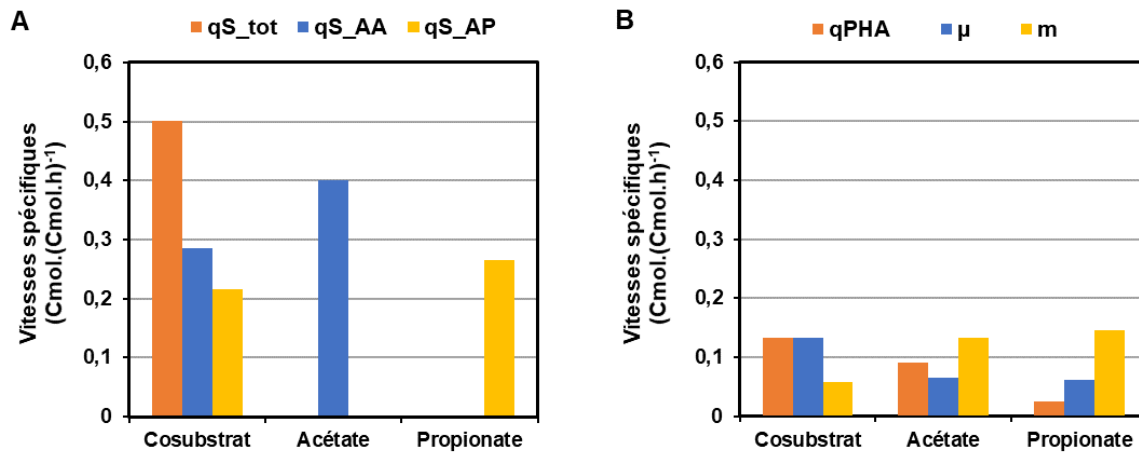 A
qS_tot qS_AA qS_AP
Vitesses spécifiques
(Cmol.(Cmol.h)-1
0,6
0,5
0,4
0,3
0,2
0,1
0
Cosubstrat Acétate Propionate
B
qPHA µ m
Vitesses spécifiques
(Cmol.(Cmol.h)-1
0,6
0,5
0,4
0,3
0,2
0,1
0
Cosubstrat Acétate Propionate